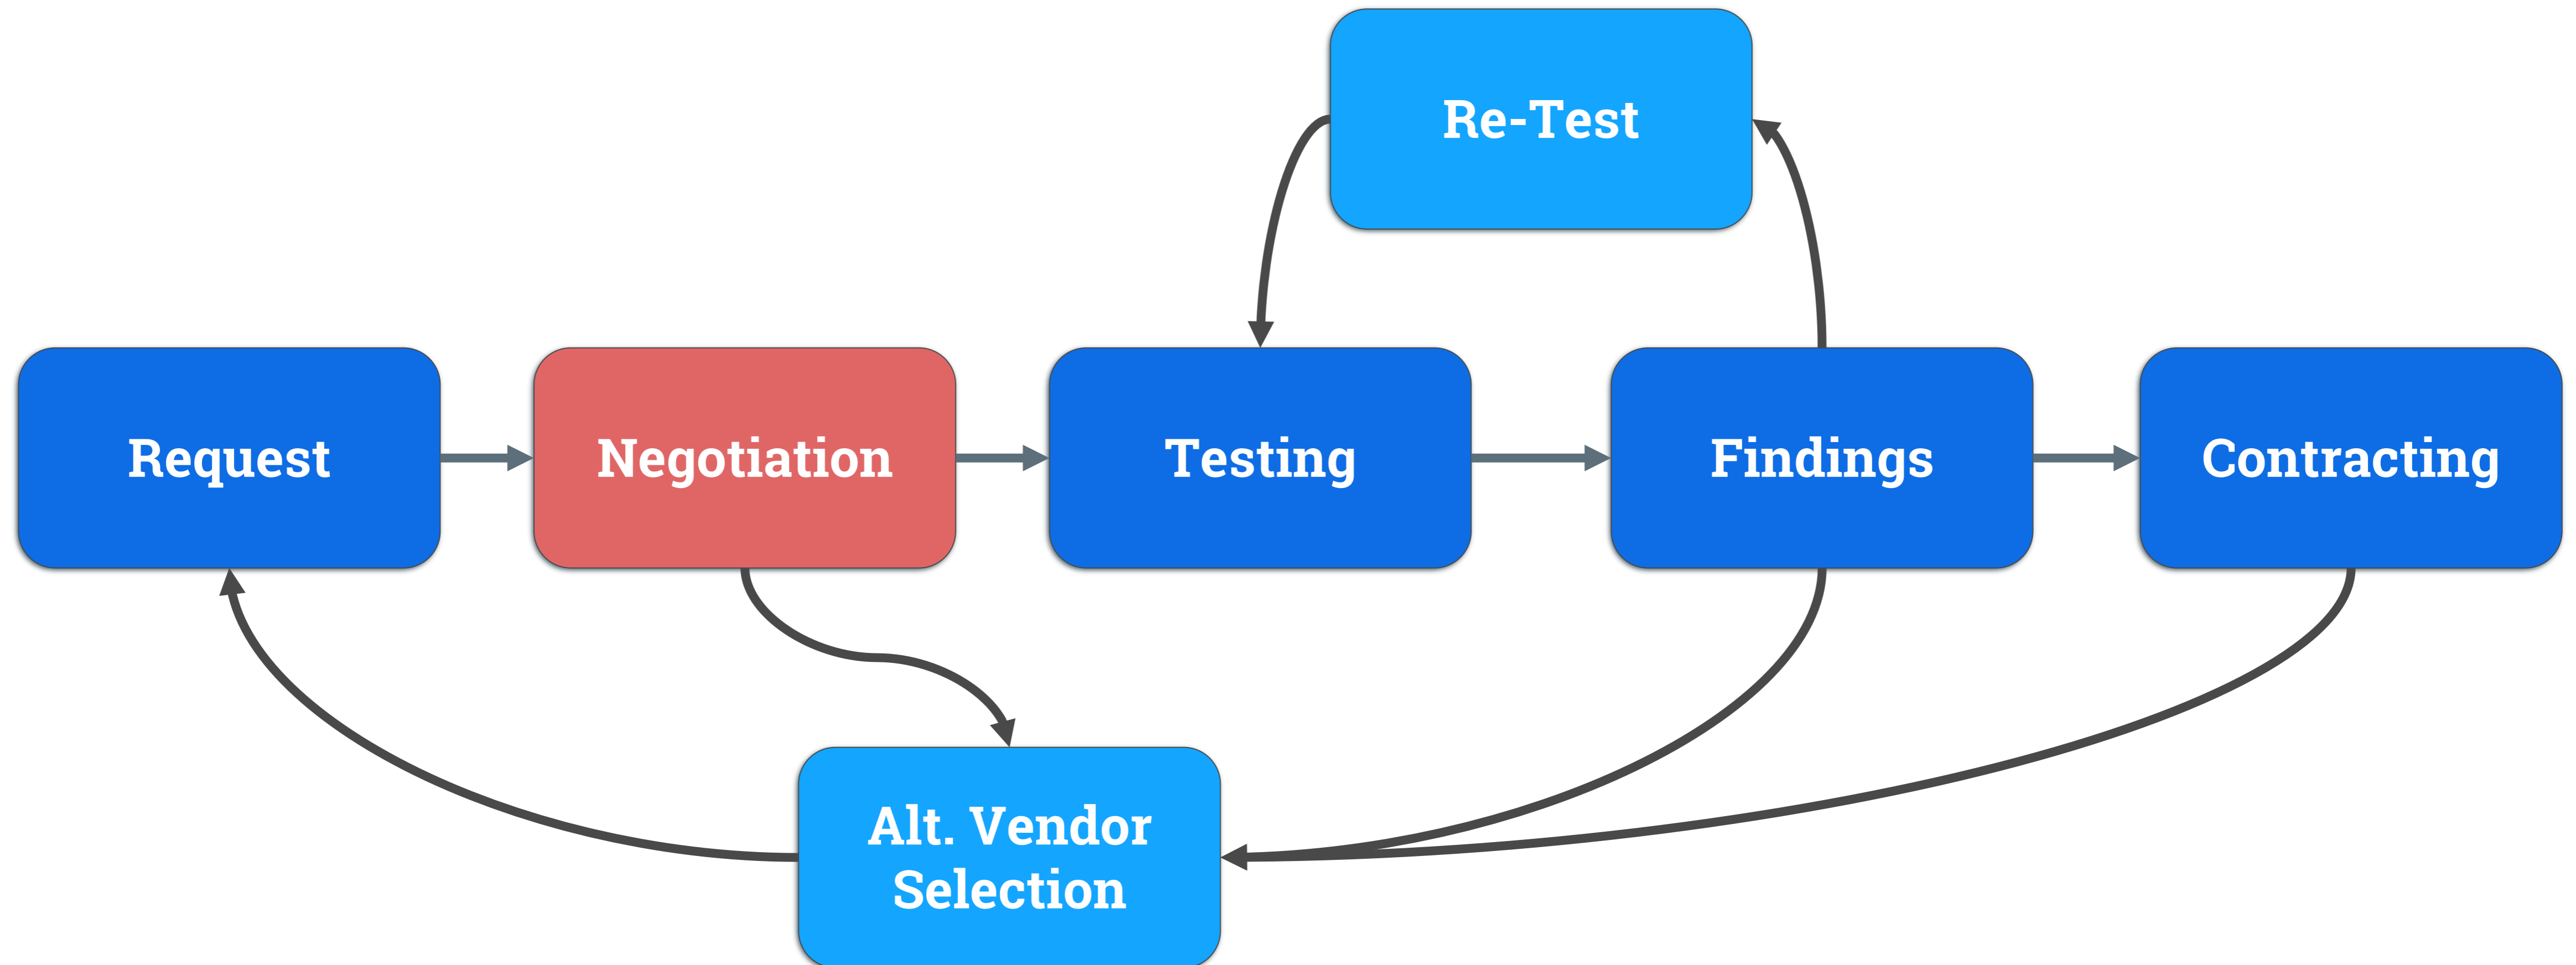 Re-Test
Request
Negotiation
Testing
Findings
Contracting
Alt. Vendor
Selection